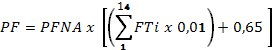 PF = PFNA x [(∑₁¹⁴ FTi x 0,01) + 0,65]